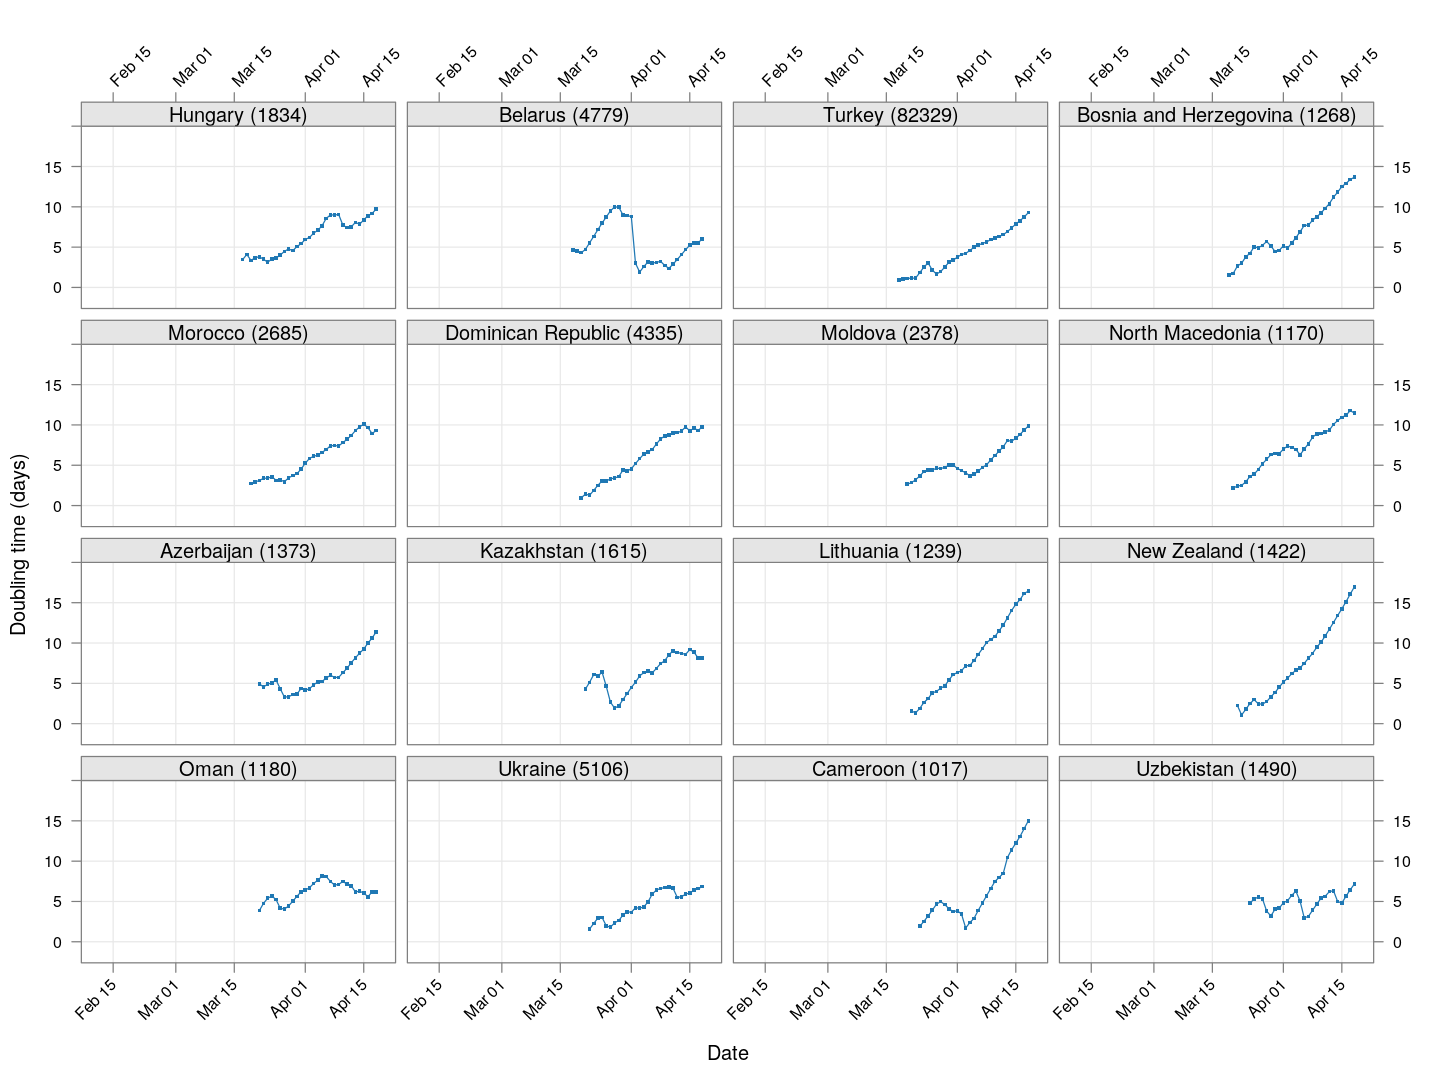 Feb 15 Mar 01 Mar 15 Apr 01 Apr 15 Feb 15 Mar 01 Mar 15 Apr 01 Apr 15 Feb 15 Mar 01 Mar 15 Apr 01 Apr 15 Feb 15 Mar 01 Mar 15 Apr 01 Apr 15
Hungary (1834) Belarus (4779) Turkey (82329) Bosnia and Herzegovina (1268)
15 15
10 10
5 5
0 0
Morocco (2685) Dominican Republic (4335) Moldova (2378) North Macedonia (1170)
15 15
10 10
5 5
0 0
Doubling time (days)
Azerbaijan (1373) Kazakhstan (1615) Lithuania (1239) New Zealand (1422)
15 15
10 10
5 5
0 0
Oman (1180) Ukraine (5106) Cameroon (1017) Uzbekistan (1490)
15 15
10 10
5 5
0 0
Feb 15 Mar 01 Mar 15 Apr 01 Apr 15 Feb 15 Mar 01 Mar 15 Apr 01 Apr 15 Feb 15 Mar 01 Mar 15 Apr 01 Apr 15 Feb 15 Mar 01 Mar 15 Apr 01 Apr 15
Date